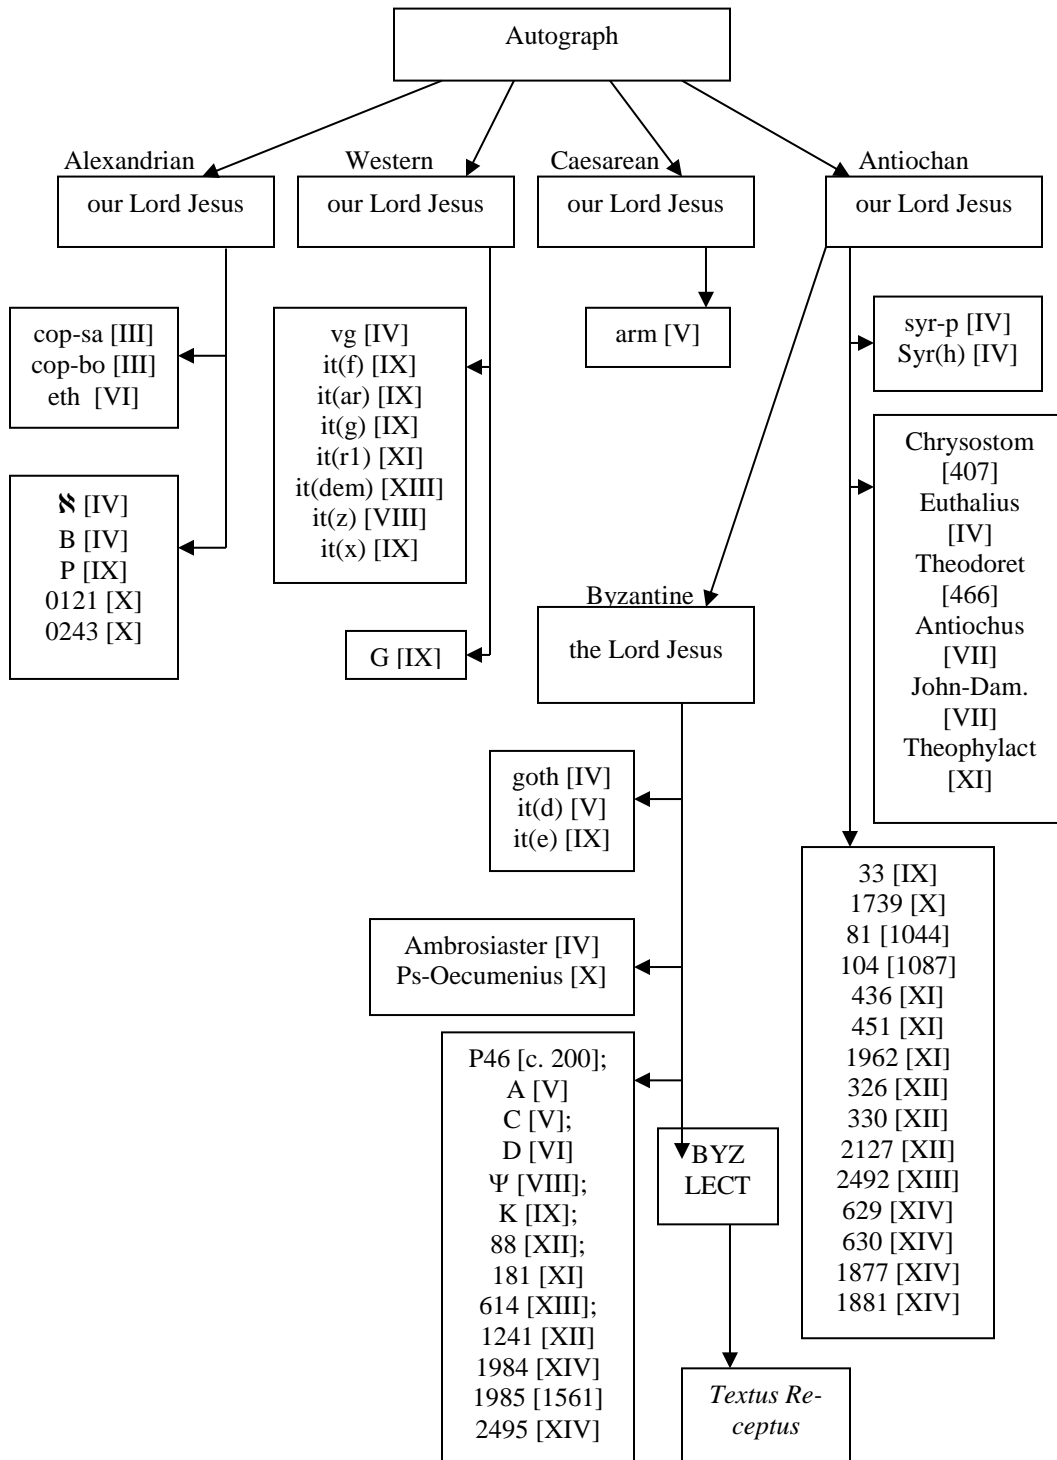 Autograph
Alexandrian
our Lord Jesus
Western
our Lord Jesus
Caesarean
our Lord Jesus
Antiochan
our Lord Jesus
cop-sa [III]
cop-bo [III]
eth [VI]
ℵ [IV]
B [IV]
P [IX]
0121 [X]
0243 [X]
vg [IV]
it(f) [IX]
it(ar) [IX]
it(g) [IX]
it(r1) [XI]
it(dem) [XIII]
it(z) [VIII]
it(x) [IX]
G [IX]
arm [V]
syr-p [IV]
Syr(h) [IV]
Chrysostom
[407]
Euthalius
[IV]
Theodoret
[466]
Antiochus
[VII]
John-Dam.
[VII]
Theophylact
[XI]
Byzantine
the Lord Jesus
goth [IV]
it(d) [V]
it(e) [IX]
Ambrosiaster [IV]
Ps-Oecumenius [X]
P46 [c. 200];
A [V]
C [V];
D [VI]
Ψ [VIII];
K [IX];
88 [XII];
181 [XI]
614 [XIII];
1241 [XII]
1984 [XIV]
1985 [1561]
2495 [XIV]
BYZ
LECT
Textus Re-
ceptus
33 [IX]
1739 [X]
81 [1044]
104 [1087]
436 [XI]
451 [XI]
1962 [XI]
326 [XII]
330 [XII]
2127 [XII]
2492 [XIII]
629 [XIV]
630 [XIV]
1877 [XIV]
1881 [XIV]